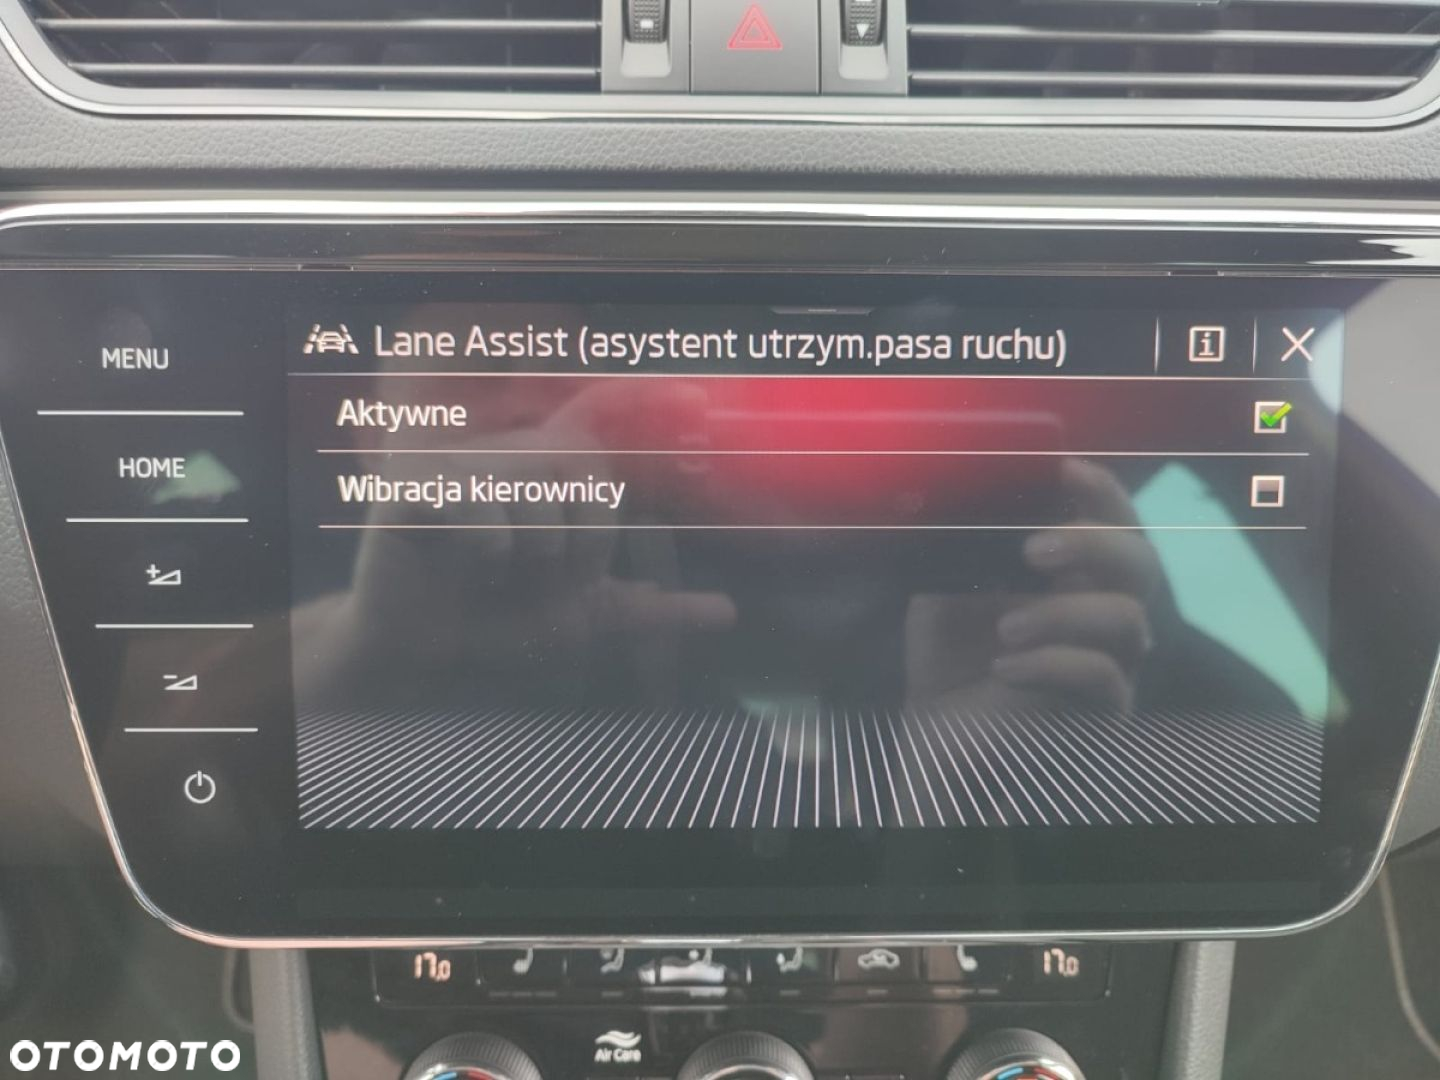 MENU
Lane Assist (asystent utrzym.pasa ruchu)
Aktywne
HOME
Wibracja kierownicy
17,0
17,0
Air Care
OTOMOTO